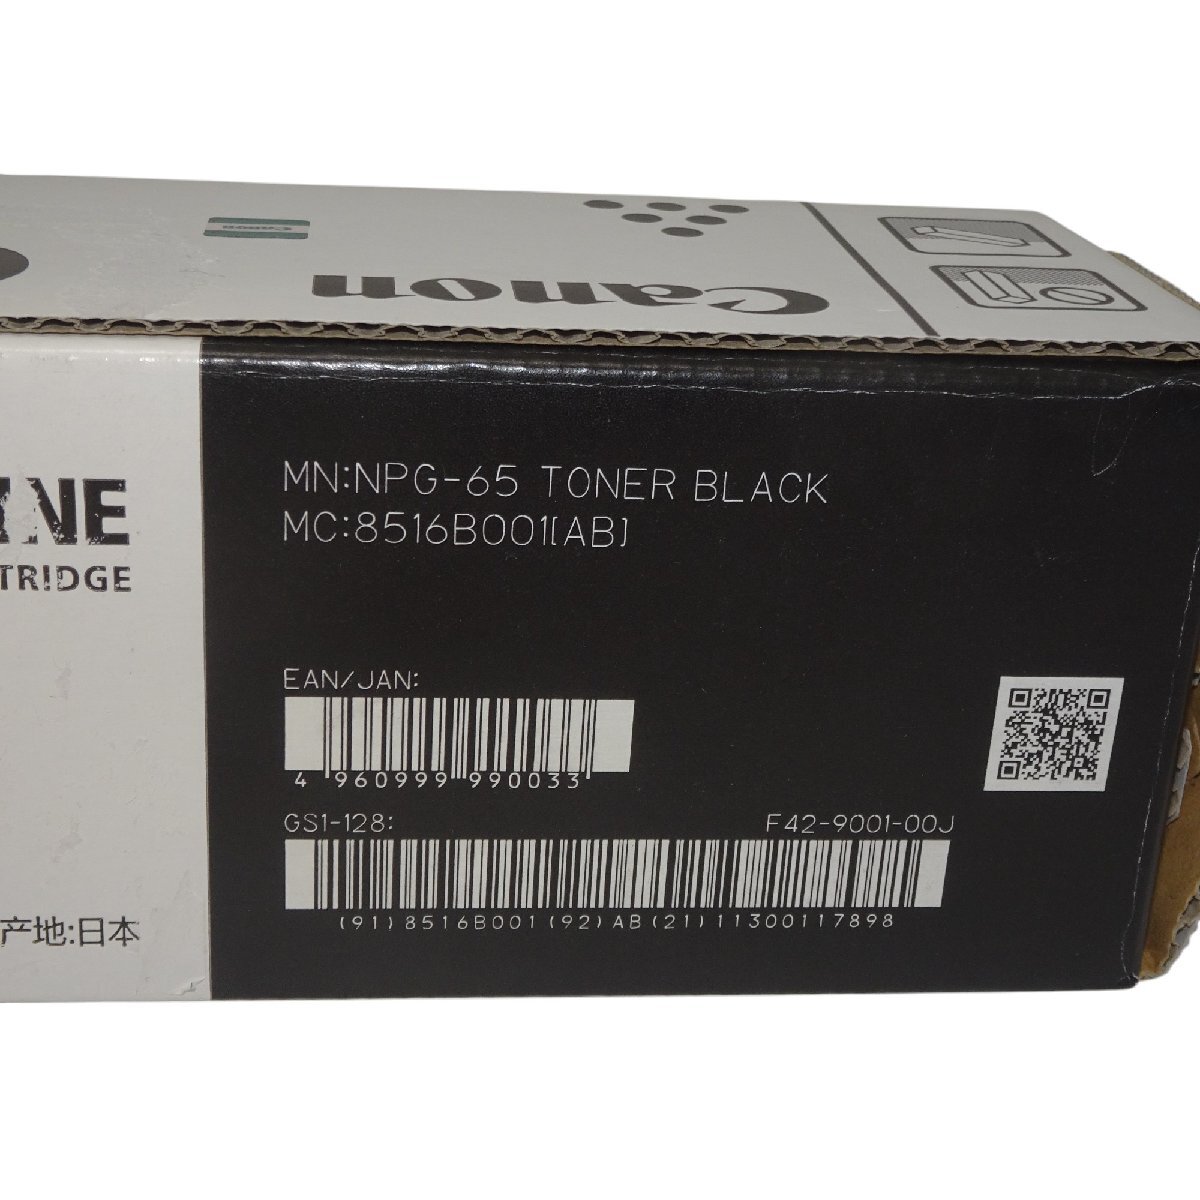 Canon
Canon
MN:NPG-65 TONER BLACK
MC:8516B001[AB]
TRIDGE
EAN/JAN:
4 960999 990033
GS1-128:
F42-9001-00J
(91)8516B001(92)AB(21)11300117898
产地:日本